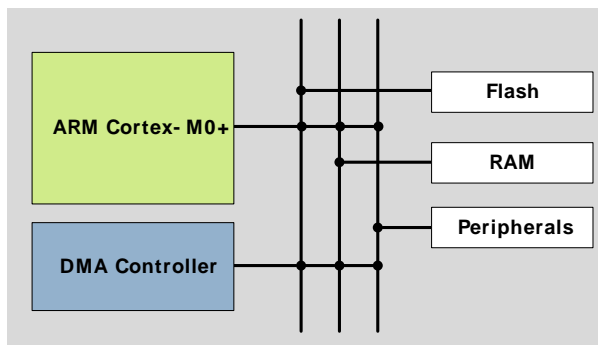 ARM Cortex- M0+
Flash
RAM
Peripherals
DMA Controller